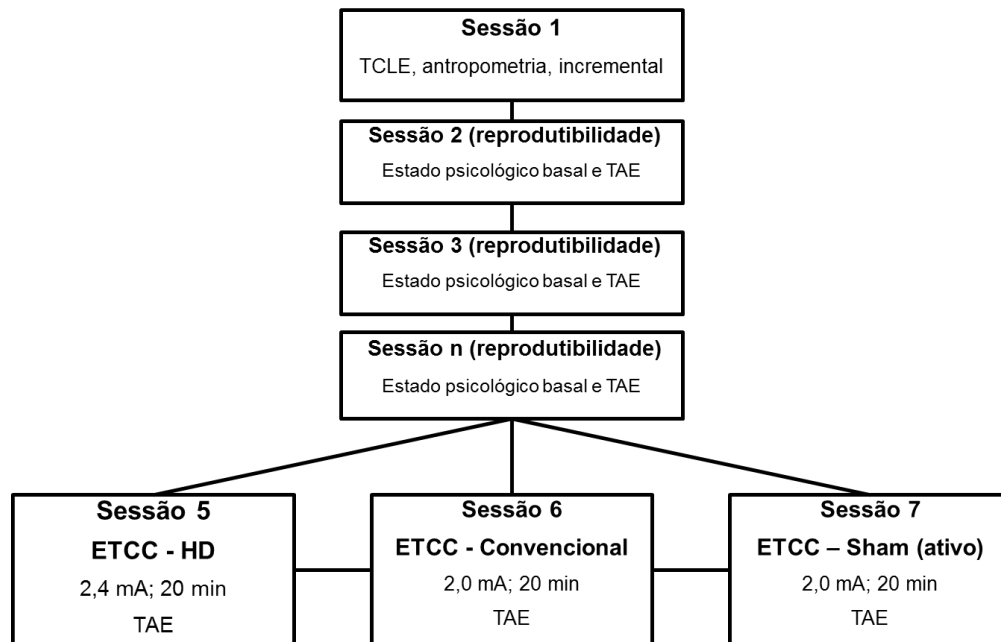 Sessão 1
TCLE, antropometria, incremental
Sessão 2 (reprodutibilidade)
Estado psicológico basal e TAE
Sessão 3 (reprodutibilidade)
Estado psicológico basal e TAE
Sessão n (reprodutibilidade)
Estado psicológico basal e TAE
Sessão 5
ETCC - HD
2,4 mA; 20 min
TAE
Sessão 6
ETCC - Convencional
2,0 mA; 20 min
TAE
Sessão 7
ETCC – Sham (ativo)
2,0 mA; 20 min
TAE